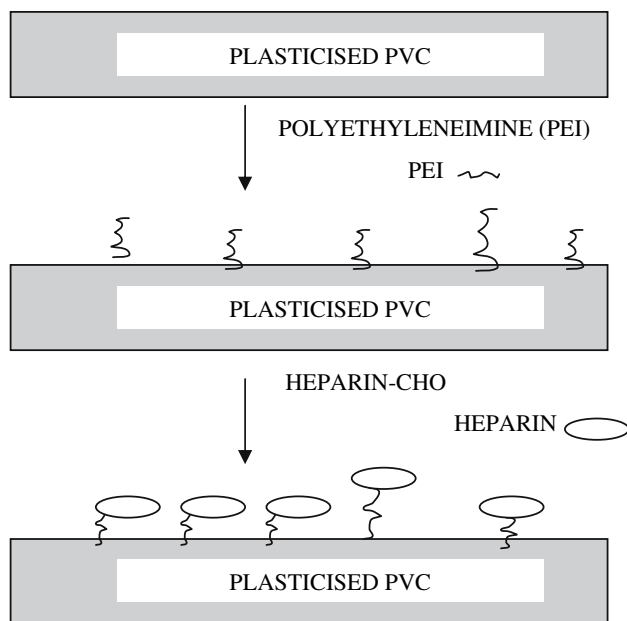 PLASTICISED PVC
POLYETHYLENEIMINE (PEI)
PEI
PLASTICISED PVC
HEPARIN-CHO
HEPARIN
PLASTICISED PVC